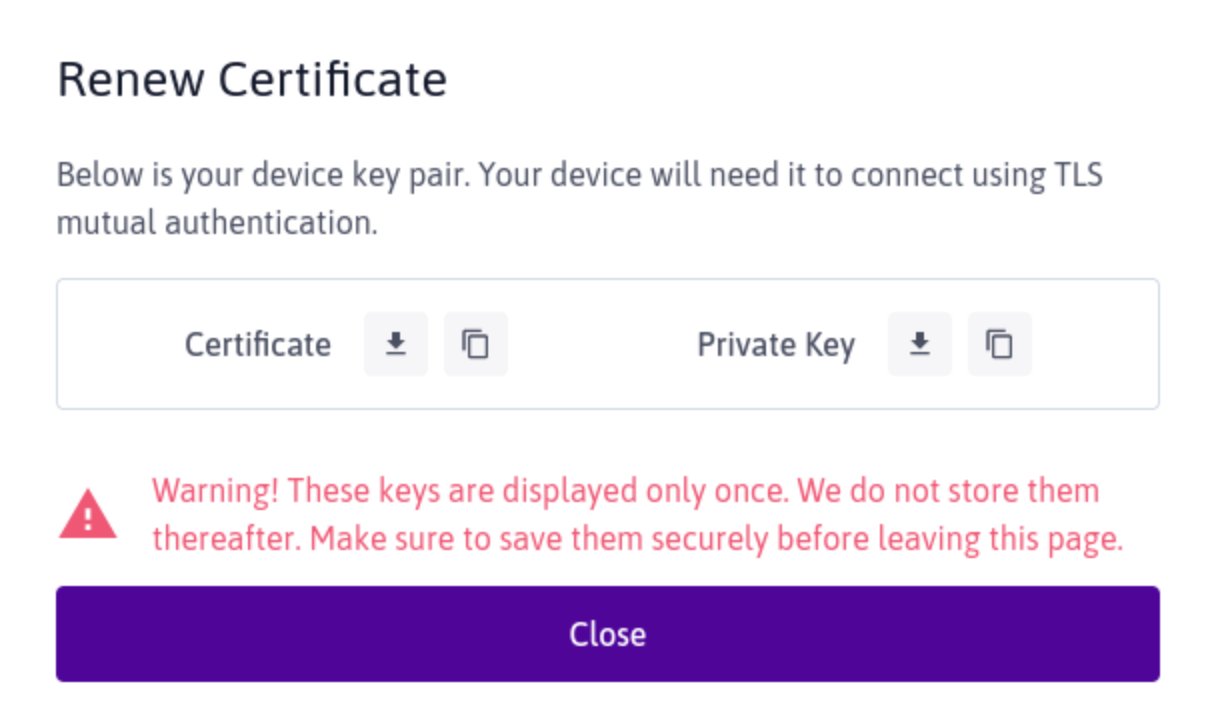 Renew Certificate
Below is your device key pair. Your device will need it to connect using TLS
mutual authentication.
Certificate
Private Key
Warning! These keys are displayed only once. We do not store them
thereafter. Make sure to save them securely before leaving this page.
Close